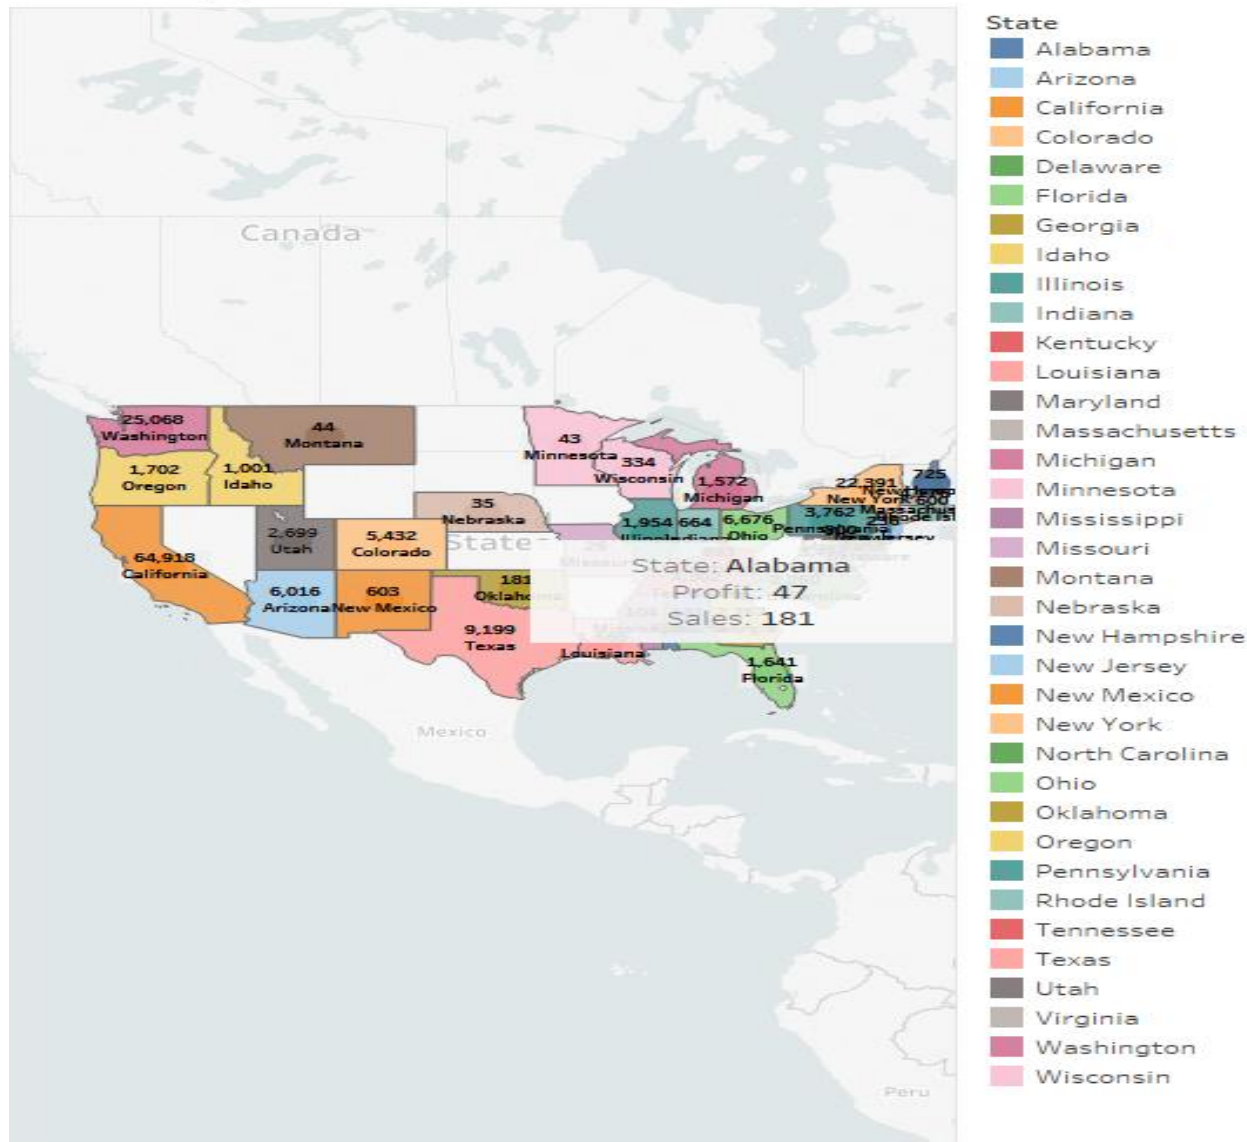 Canada
25,068
Washington
44
Montana
1,702
Oregon
1,001
Idaho
43
Minnesota
334
Wisconsin
1,572
Michigan
725
22,391
New York
600
35
Nebraska
1,954
664
6,676
Ohio
3,762
Pennsylvania
2,699
Utah
5,432
Colorado
64,918
California
6,016
Arizona
603
New Mexico
181
Oklahoma
9,199
Texas
Louisiana
1,641
Florida
State: Alabama
Profit: 47
Sales: 181
Mexico
Peru
State
Alabama
Arizona
California
Colorado
Delaware
Florida
Georgia
Idaho
Illinois
Indiana
Kentucky
Louisiana
Maryland
Massachusetts
Michigan
Minnesota
Mississippi
Missouri
Montana
Nebraska
New Hampshire
New Jersey
New Mexico
New York
North Carolina
Ohio
Oklahoma
Oregon
Pennsylvania
Rhode Island
Tennessee
Texas
Utah
Virginia
Washington
Wisconsin